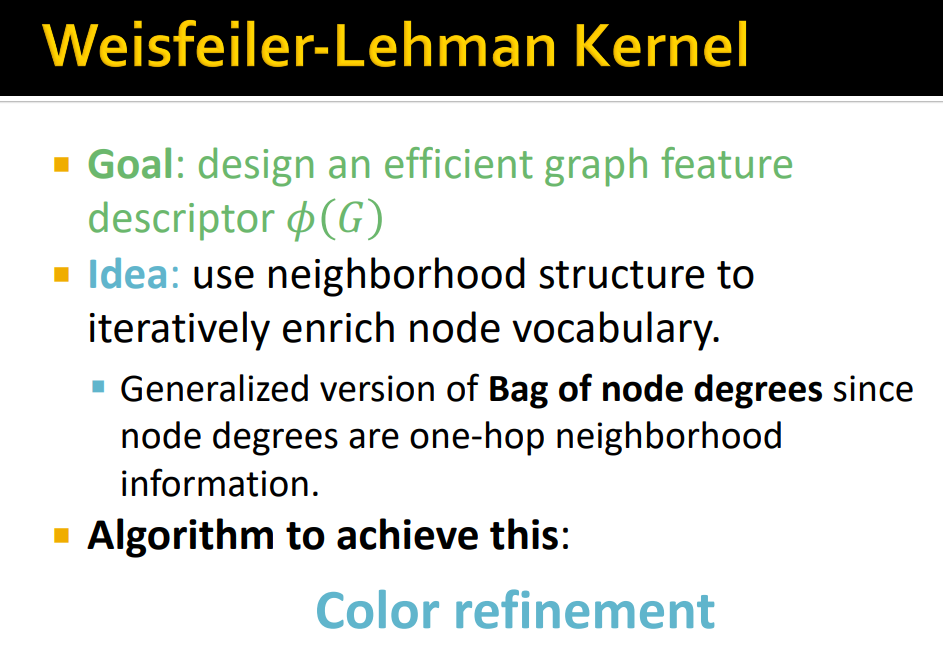 Weisfeiler-Lehman Kernel
Goal: design an efficient graph feature
descriptor ϕ(G)
Idea: use neighborhood structure to
iteratively enrich node vocabulary.
Generalized version of Bag of node degrees since
node degrees are one-hop neighborhood
information.
Algorithm to achieve this:
Color refinement